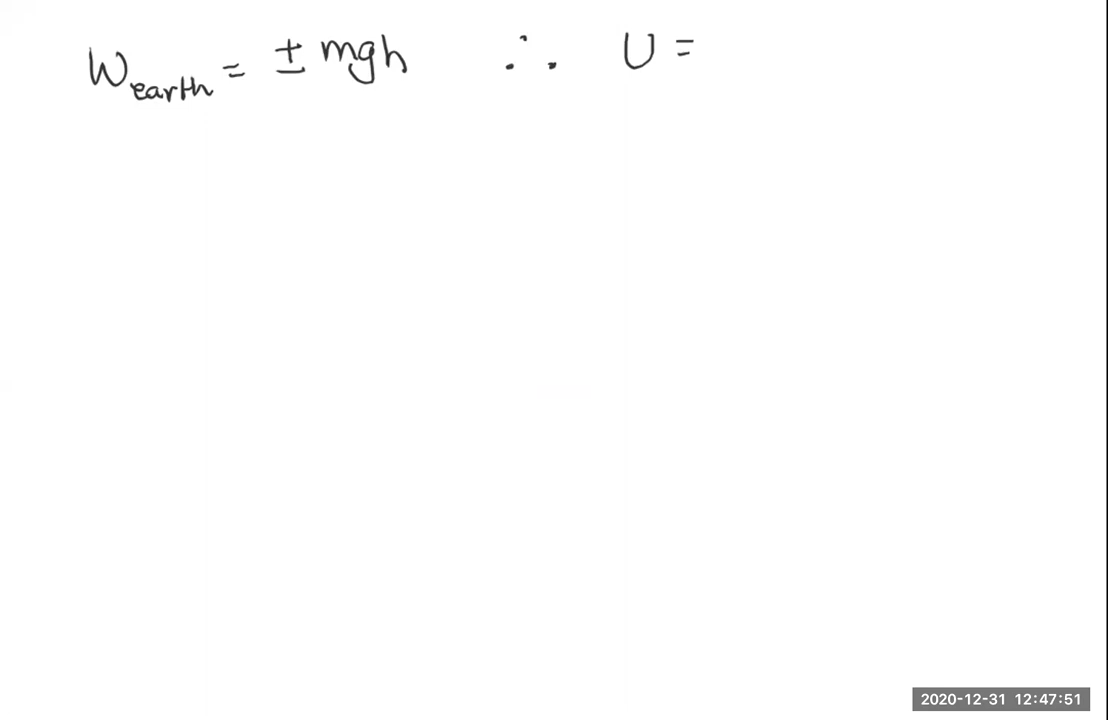 W_earth = ± mgh ∴ U =
2020-12-31 12:47:51